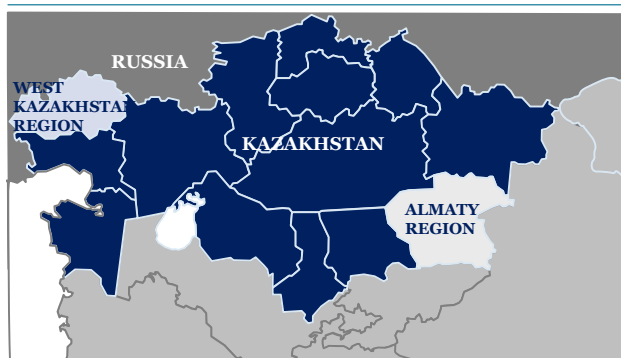 RUSSIA
WEST
KAZAKHSTAN
REGION
KAZAKHSTAN
ALMATY
REGION